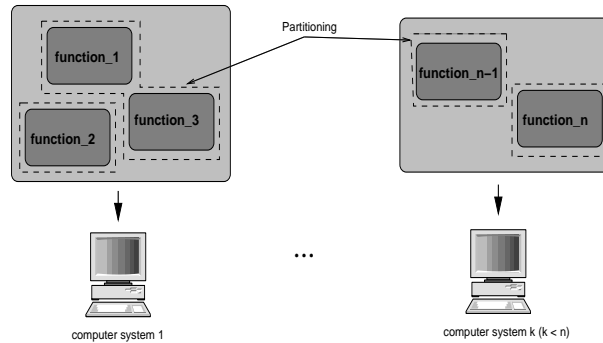 Partitioning
function_1
function_2
function_3
function_n–1
function_n
...
computer system 1
computer system k (k < n)